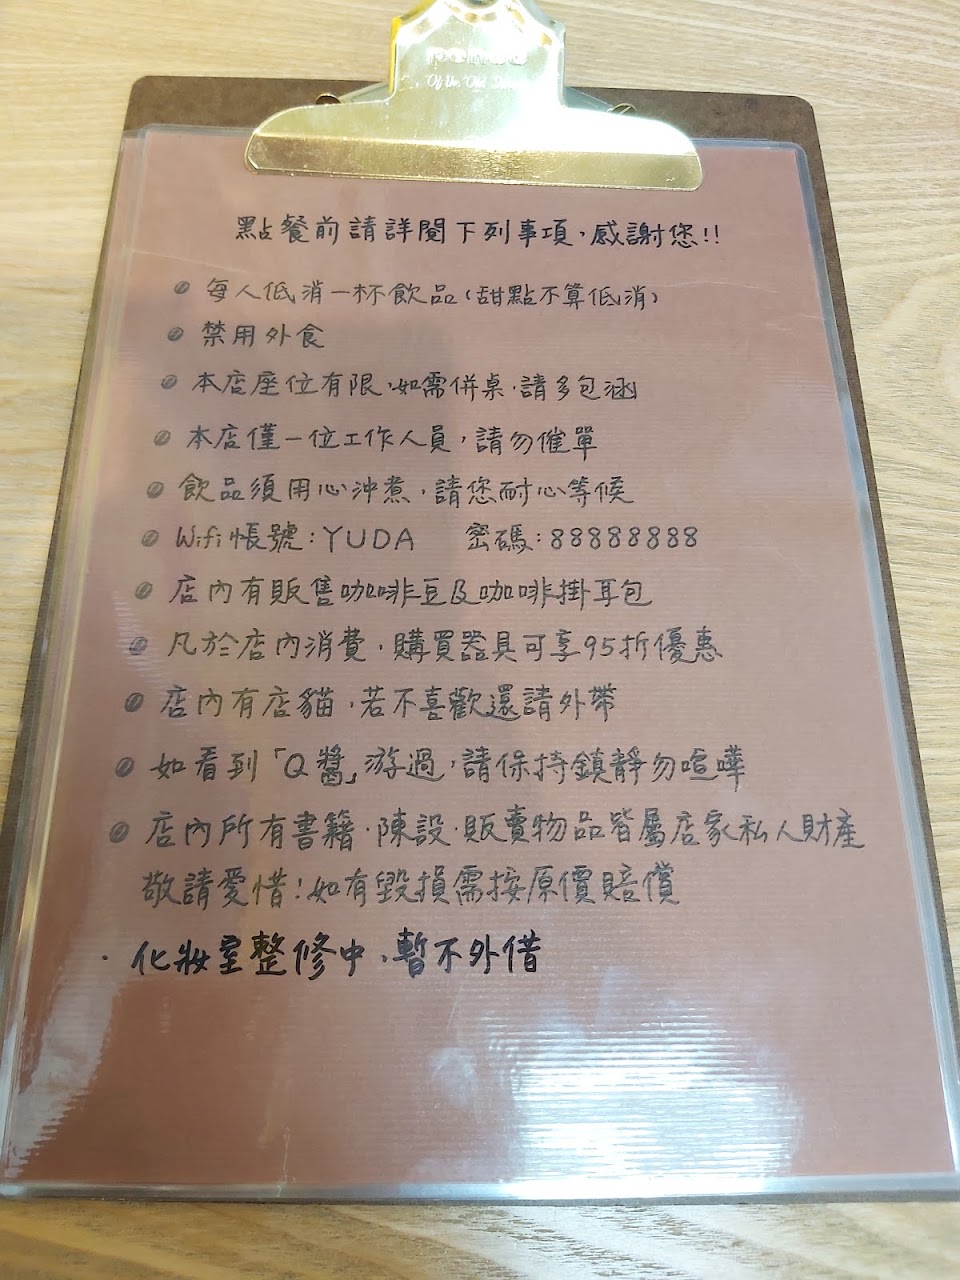 點餐前請詳閱下列事項，感謝您!!
每人低消一杯飲品(甜點不算低消)
禁用外食
本店座位有限，如需併桌，請多包涵
本店僅一位工作人員，請勿催單
飲品須用心沖煮，請您耐心等候
Wifi帳號：YUDA 密碼：88888888
店內有販售咖啡豆及咖啡掛耳包
凡於店內消費，購買器具可享95折優惠
店內有店貓，若不喜歡還請外帶
如看到「Q醬」游過，請保持鎮靜勿喧嘩
店內所有書籍、陳設、販賣物品皆屬店家私人財產
敬請愛惜!如有毀損需按原價賠償
·化妝室整修中，暫不外借